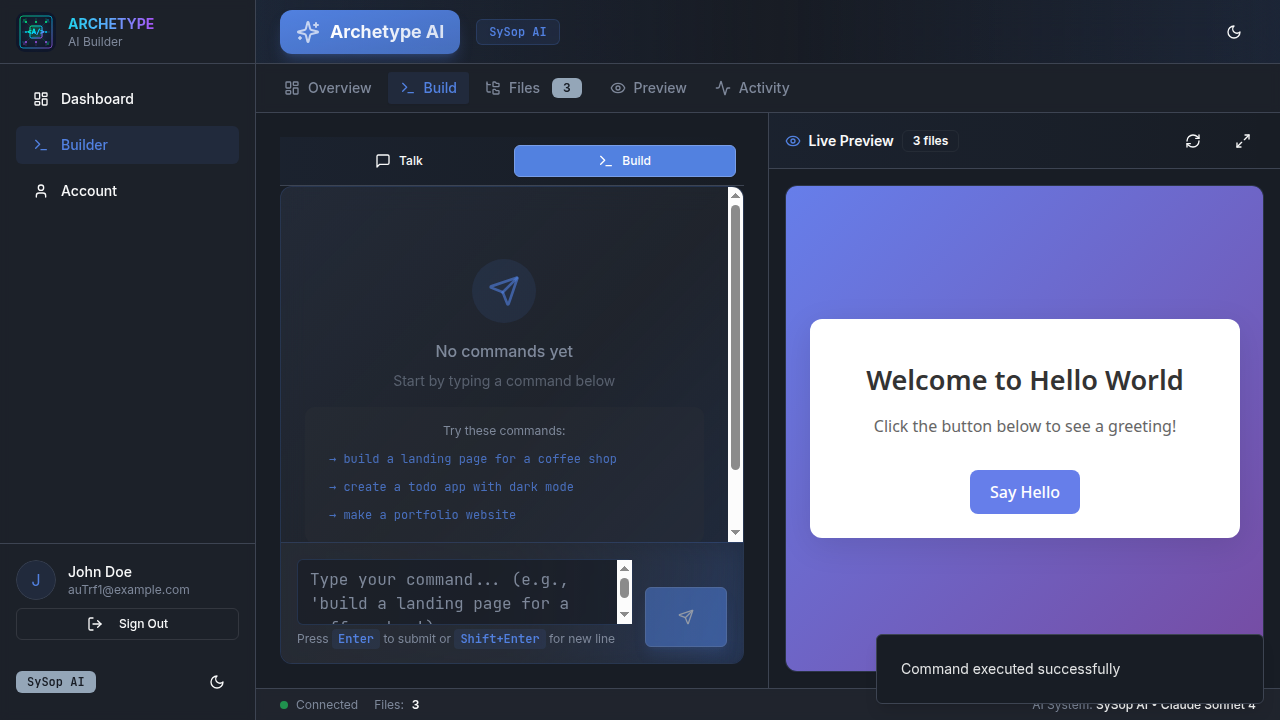 ARCHETYPE
AI Builder
Dashboard
Builder
Account
John Doe
auTrf1@example.com
Sign Out
SySop AI
Archetype AI
SySop AI
Overview
Build
Files
3
Preview
Activity
Talk
Build
No commands yet
Start by typing a command below
Try these commands:
→ build a landing page for a coffee shop
→ create a todo app with dark mode
→ make a portfolio website
Type your command... (e.g.,
'build a landing page for a
Press Enter to submit or Shift+Enter for new line
Live Preview
3 files
Welcome to Hello World
Click the button below to see a greeting!
Say Hello
Command executed successfully
Connected
Files: 3
AI System: SySop AI • Claude Sonnet 4